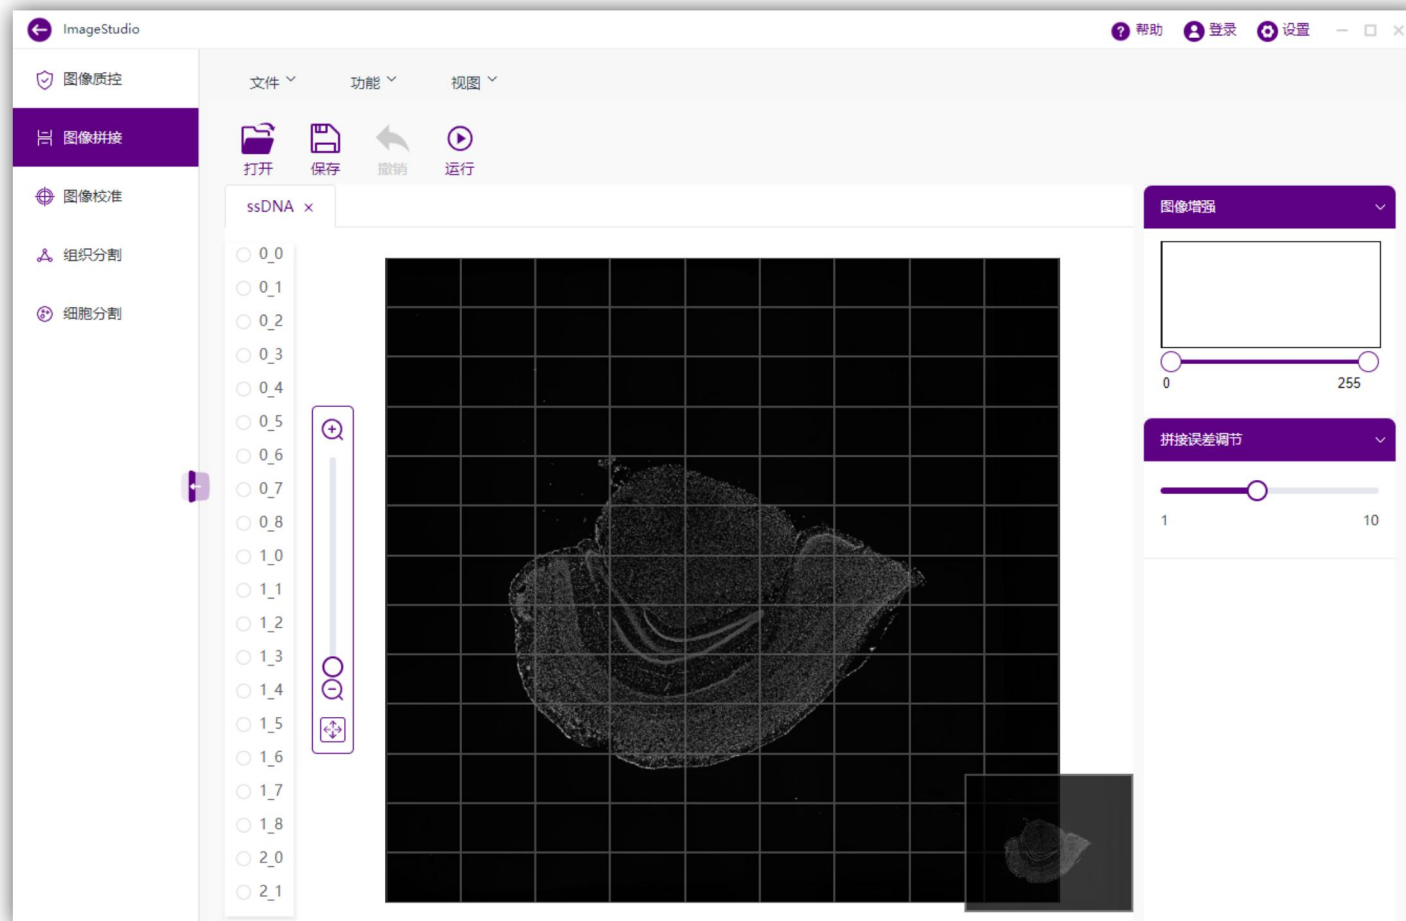 ImageStudio
帮助
登录
设置
图像质控
图像拼接
图像校准
组织分割
细胞分割
文件
功能
视图
打开
保存
撤销
运行
ssDNA ×
0_0
0_1
0_2
0_3
0_4
0_5
0_6
0_7
0_8
1_0
1_1
1_2
1_3
1_4
1_5
1_6
1_7
1_8
2_0
2_1
图像增强
0
255
拼接误差调节
1
10